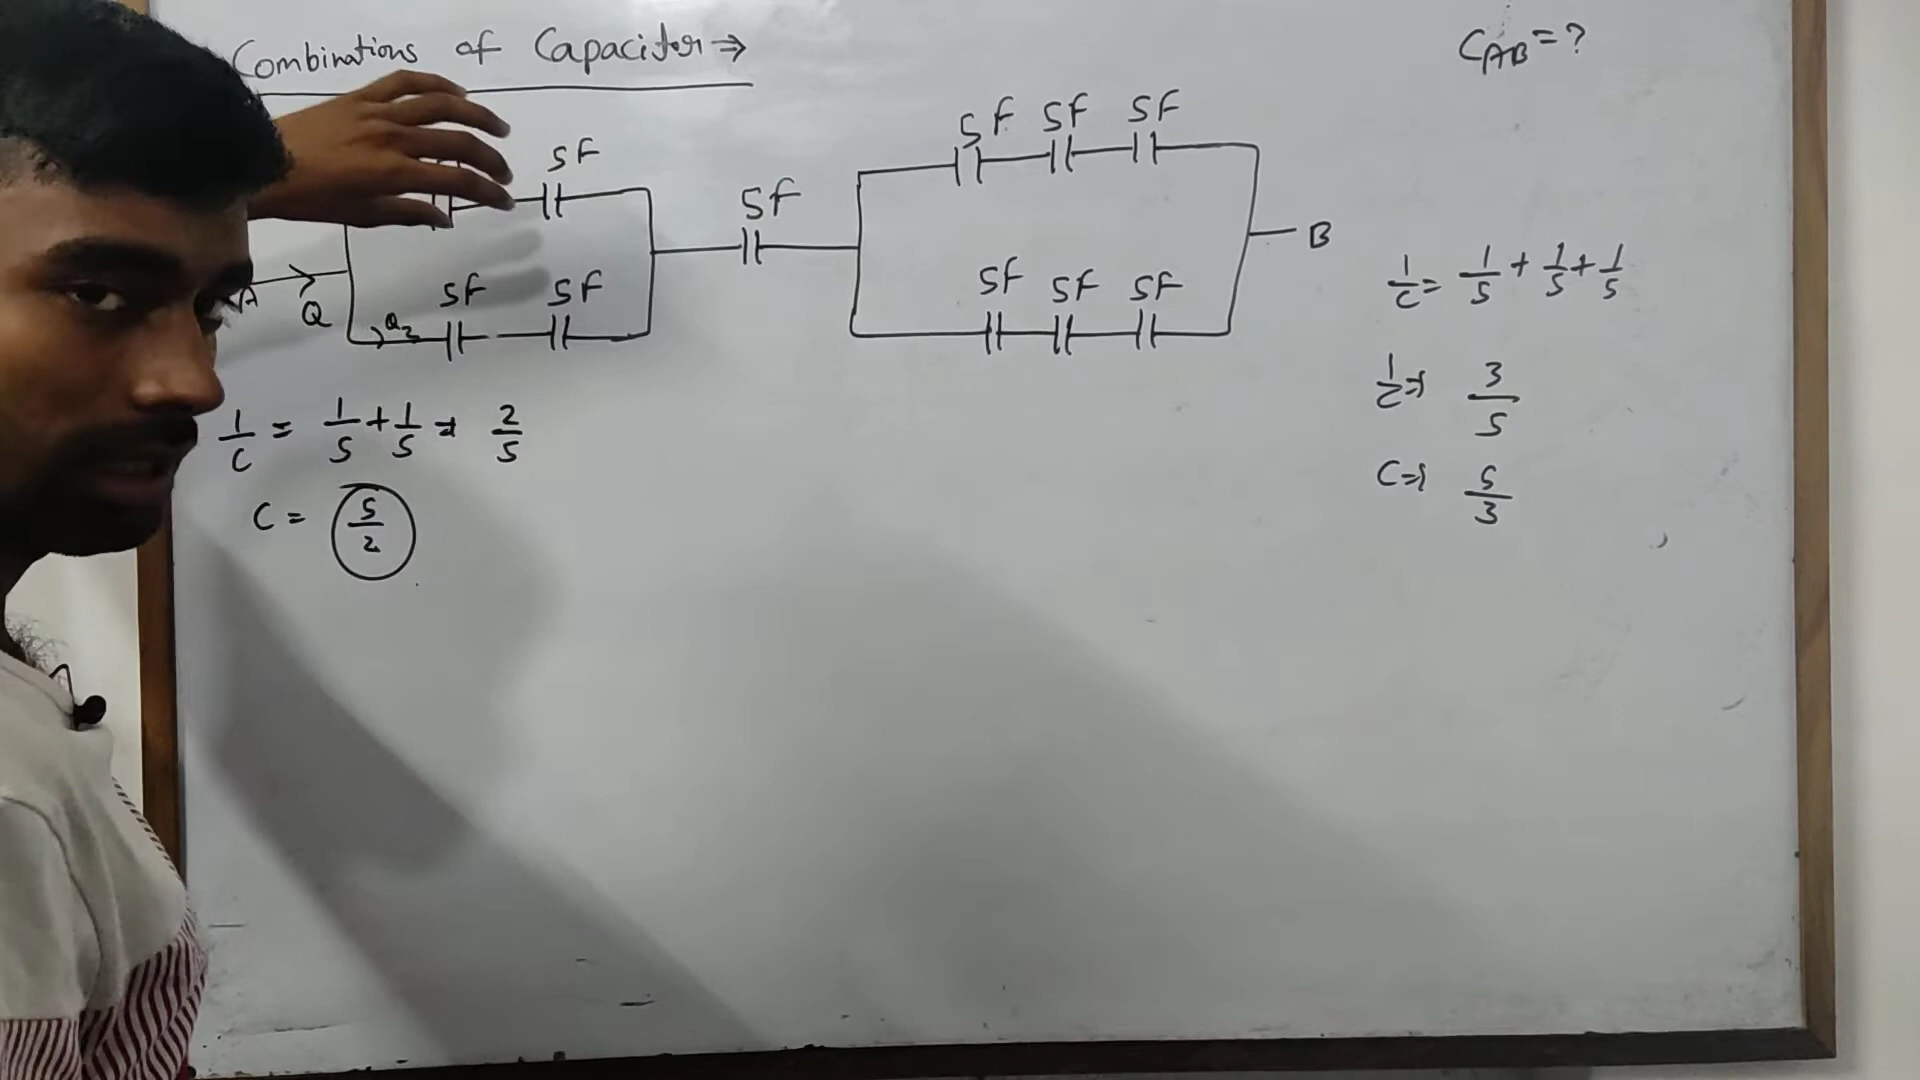 Combinations of Capacitor ⇒
C_AB = ?
5F 5F 5F 5F
5F
A Q Q2 5F 5F
5F 5F 5F
B
1/C = 1/5 + 1/5 ⇒ 2/5
C = 5/2
1/C = 1/5 + 1/5 + 1/5
1/C ⇒ 3/5
C ⇒ 5/3